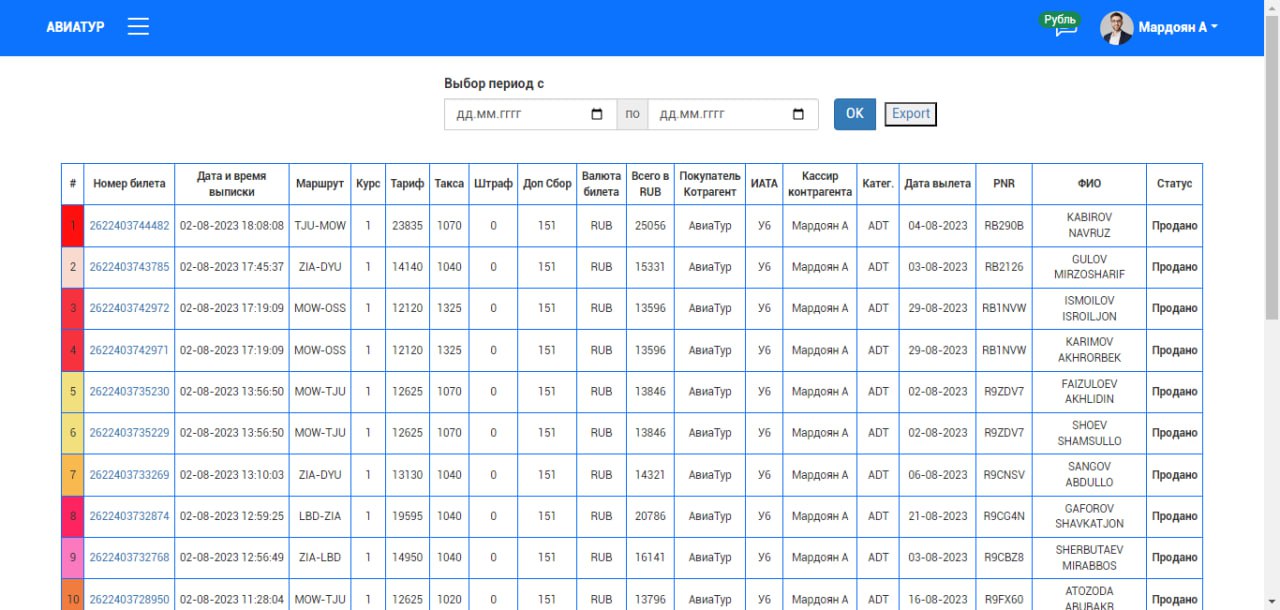 АВИАТУР
Рубль
Мардоян А
Выбор период с
дд.мм.гггг по дд.мм.гггг OK Export
# Номер билета Дата и время выписки Маршрут Курс Тариф Такса Штраф Доп Сбор Валюта билета Всего в RUB Покупатель Котрагент ИАТА Кассир контрагента Катег. Дата вылета PNR ФИО Статус
1 2622403744482 02-08-2023 18:08:08 TJU-MOW 1 23835 1070 0 151 RUB 25056 АвиаТур У6 Мардоян А ADT 04-08-2023 RB290B KABIROV NAVRUZ Продано
2 2622403743785 02-08-2023 17:45:37 ZIA-DYU 1 14140 1040 0 151 RUB 15331 АвиаТур У6 Мардоян А ADT 03-08-2023 RB2126 GULOV MIRZOSHARIF Продано
3 2622403742972 02-08-2023 17:19:09 MOW-OSS 1 12120 1325 0 151 RUB 13596 АвиаТур У6 Мардоян А ADT 29-08-2023 RB1NVW ISMOILOV ISROILJON Продано
4 2622403742971 02-08-2023 17:19:09 MOW-OSS 1 12120 1325 0 151 RUB 13596 АвиаТур У6 Мардоян А ADT 29-08-2023 RB1NVW KARIMOV AKHRORBEK Продано
5 2622403735230 02-08-2023 13:56:50 MOW-TJU 1 12625 1070 0 151 RUB 13846 АвиаТур У6 Мардоян А ADT 02-08-2023 R9ZDV7 FAIZULOEV AKHLIDIN Продано
6 2622403735229 02-08-2023 13:56:50 MOW-TJU 1 12625 1070 0 151 RUB 13846 АвиаТур У6 Мардоян А ADT 02-08-2023 R9ZDV7 SHOEV SHAMSULLO Продано
7 2622403733269 02-08-2023 13:10:03 ZIA-DYU 1 13130 1040 0 151 RUB 14321 АвиаТур У6 Мардоян А ADT 06-08-2023 R9CNSV SANGOV ABDULLO Продано
8 2622403732874 02-08-2023 12:59:25 LBD-ZIA 1 19595 1040 0 151 RUB 20786 АвиаТур У6 Мардоян А ADT 21-08-2023 R9CG4N GAFOROV SHAVKATJON Продано
9 2622403732768 02-08-2023 12:56:49 ZIA-LBD 1 14950 1040 0 151 RUB 16141 АвиаТур У6 Мардоян А ADT 03-08-2023 R9CBZ8 SHERBUTAEV MIRABBOS Продано
10 2622403728950 02-08-2023 11:28:04 MOW-TJU 1 12625 1020 0 151 RUB 13796 АвиаТур У6 Мардоян А ADT 16-08-2023 R9FX60 ATOZODA ABUBAKR Продано